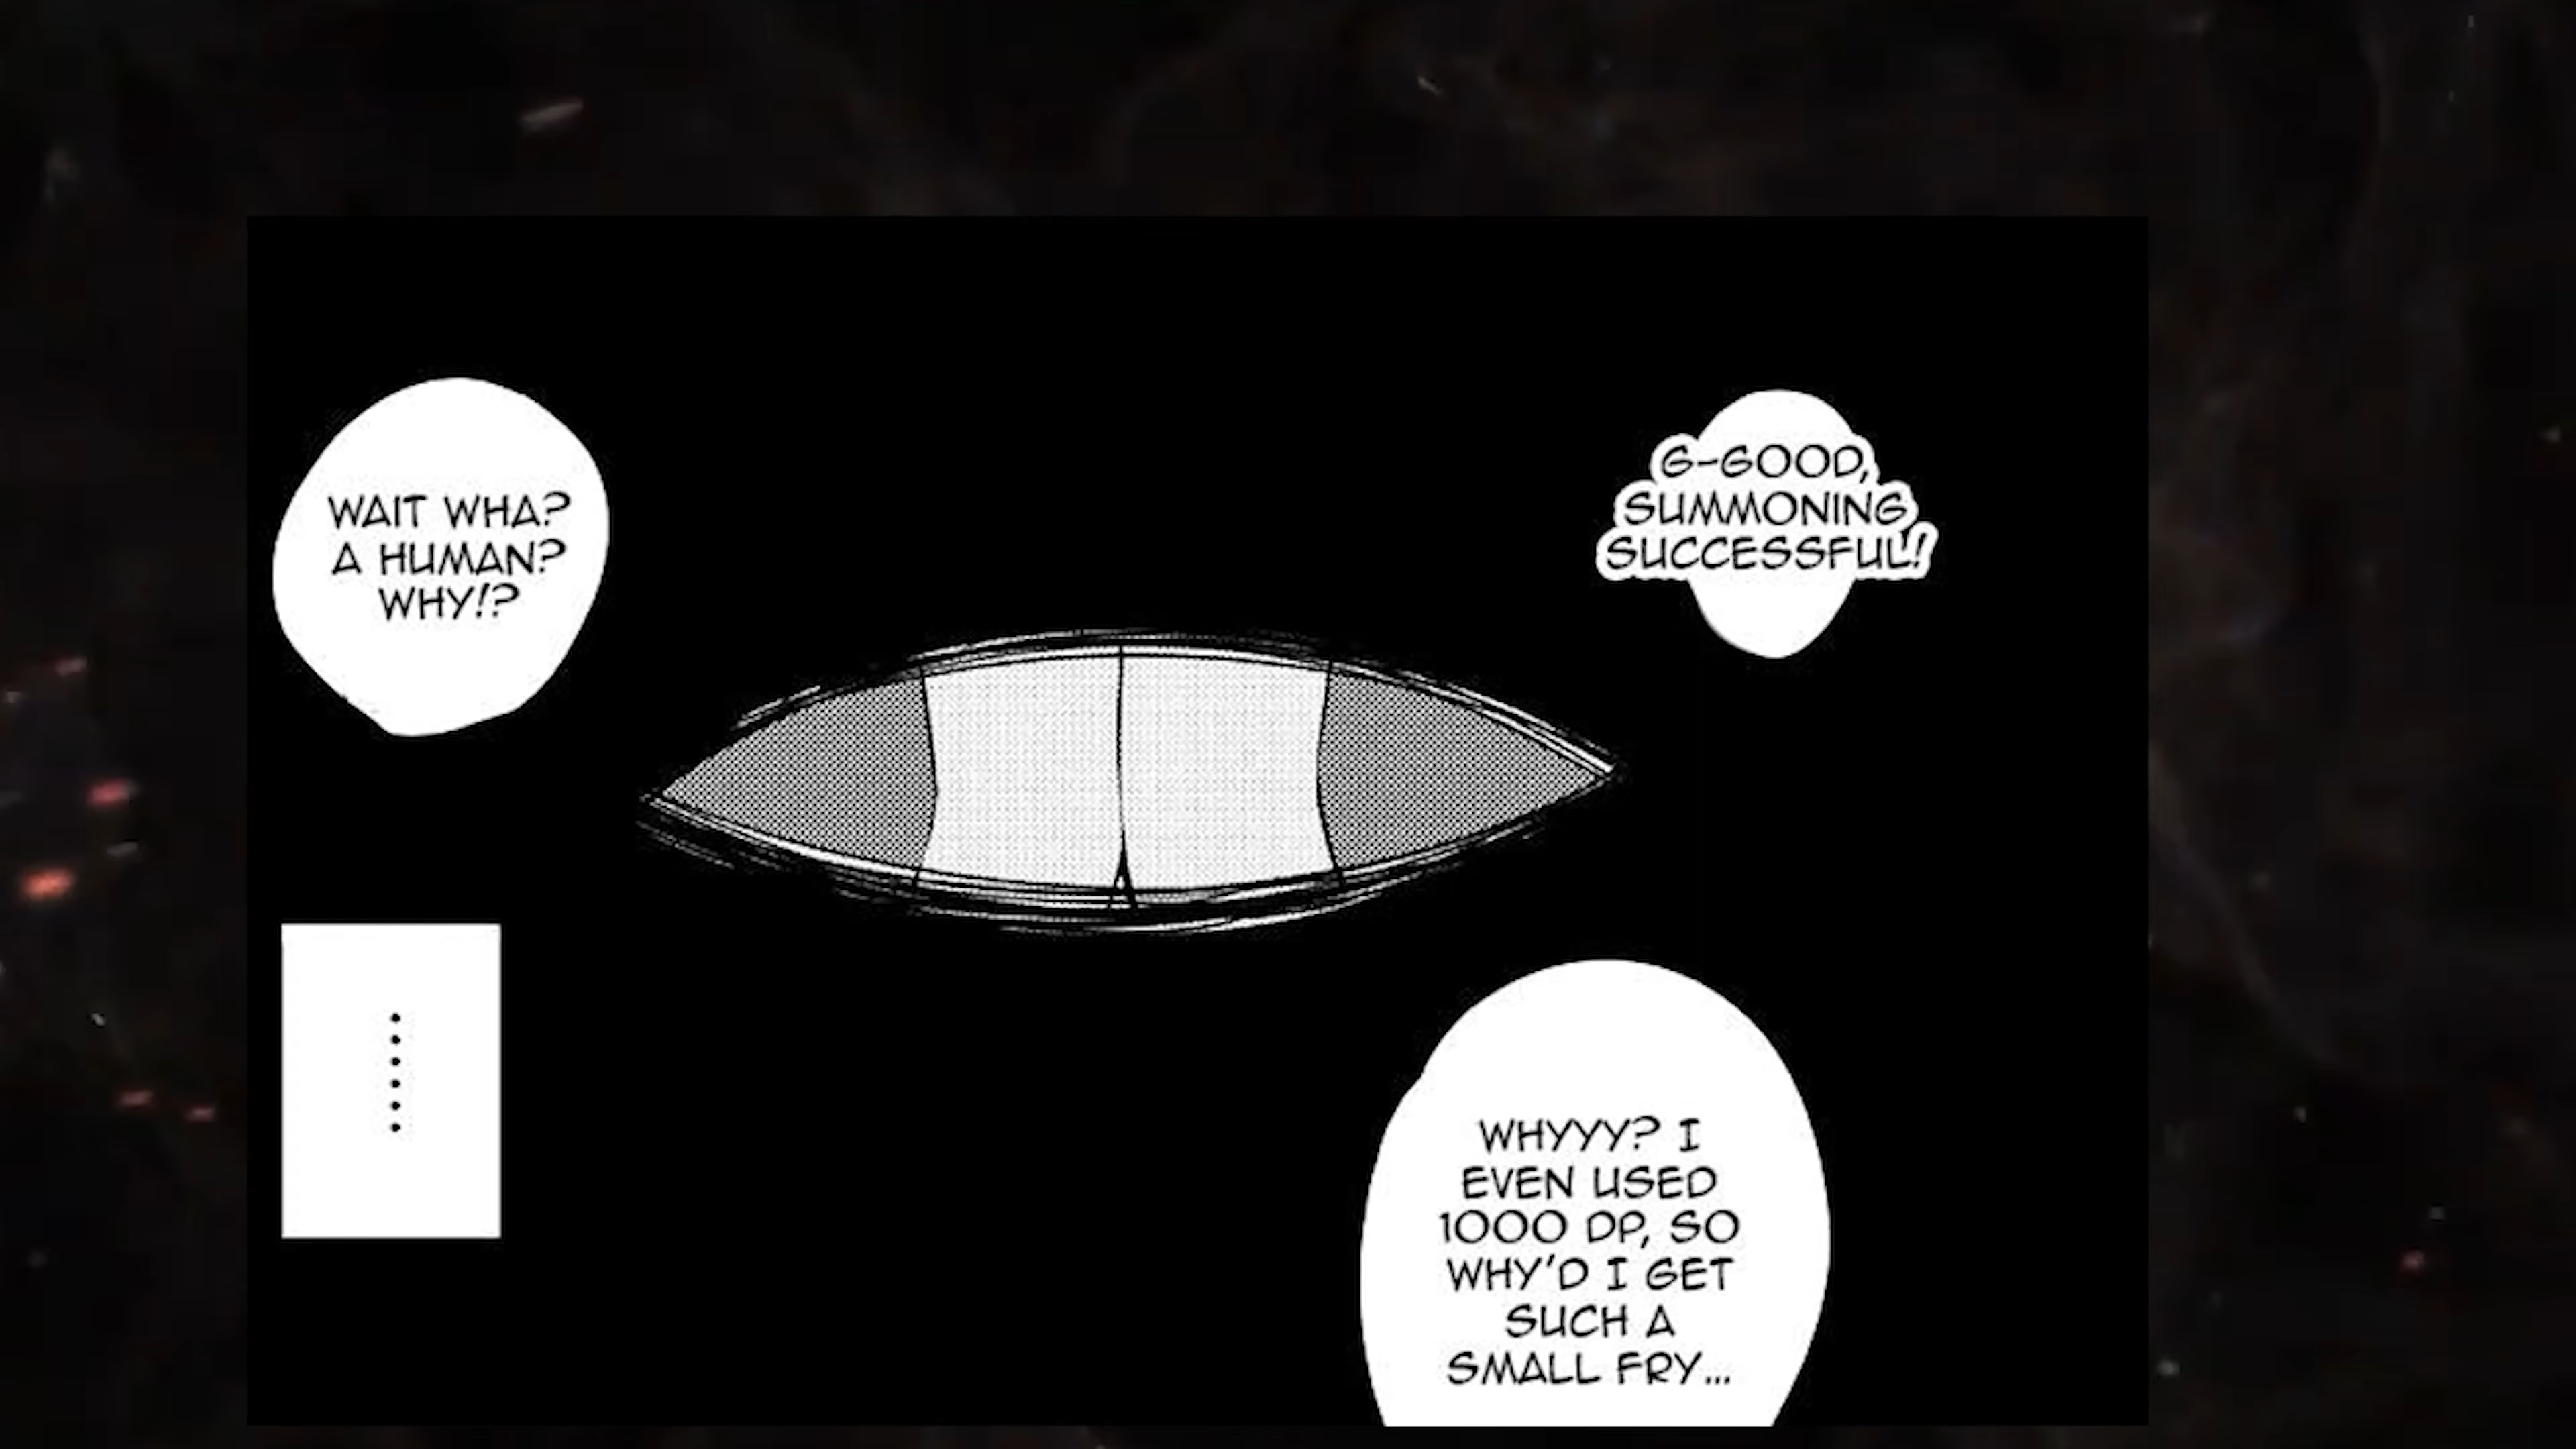 G-GOOD,
SUMMONING
SUCCESSFUL!
WAIT WHA?
A HUMAN?
WHY!?
WHYYY? I
EVEN USED
1000 DP, SO
WHY'D I GET
SUCH A
SMALL FRY...
......